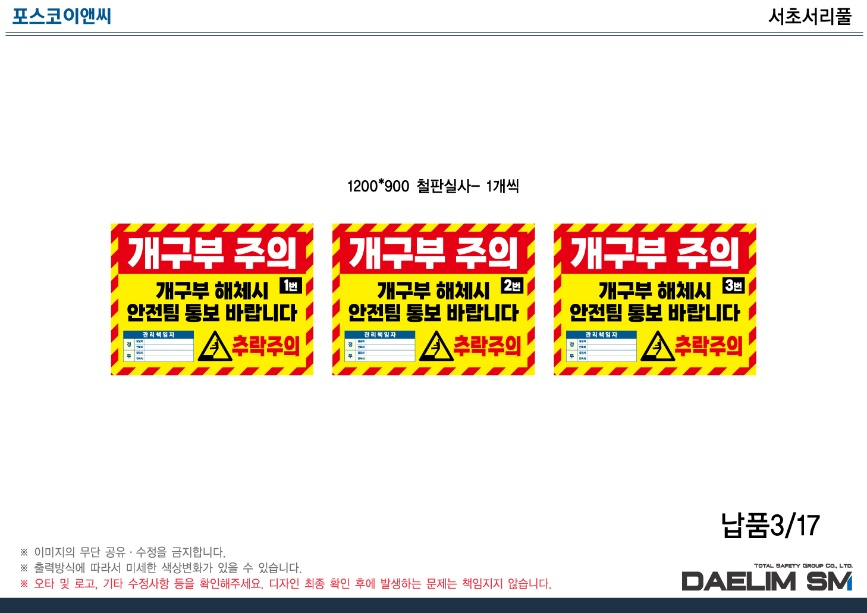 포스코이앤씨
서초서리풀
1200*900 철판실사- 1개씩
개구부 주의
1번
개구부 해체시
안전팀 통보 바랍니다
관리책임자
정
부
추락주의
개구부 주의
2번
개구부 해체시
안전팀 통보 바랍니다
관리책임자
정
부
추락주의
개구부 주의
3번
개구부 해체시
안전팀 통보 바랍니다
관리책임자
정
부
추락주의
납품3/17
※ 이미지의 무단 공유 · 수정을 금지합니다.
※ 출력방식에 따라서 미세한 색상변화가 있을 수 있습니다.
※ 오타 및 로고, 기타 수정사항 등을 확인해주세요. 디자인 최종 확인 후에 발생하는 문제는 책임지지 않습니다.
TOTAL SAFETY GROUP CO., LTD.
DAELIM SM